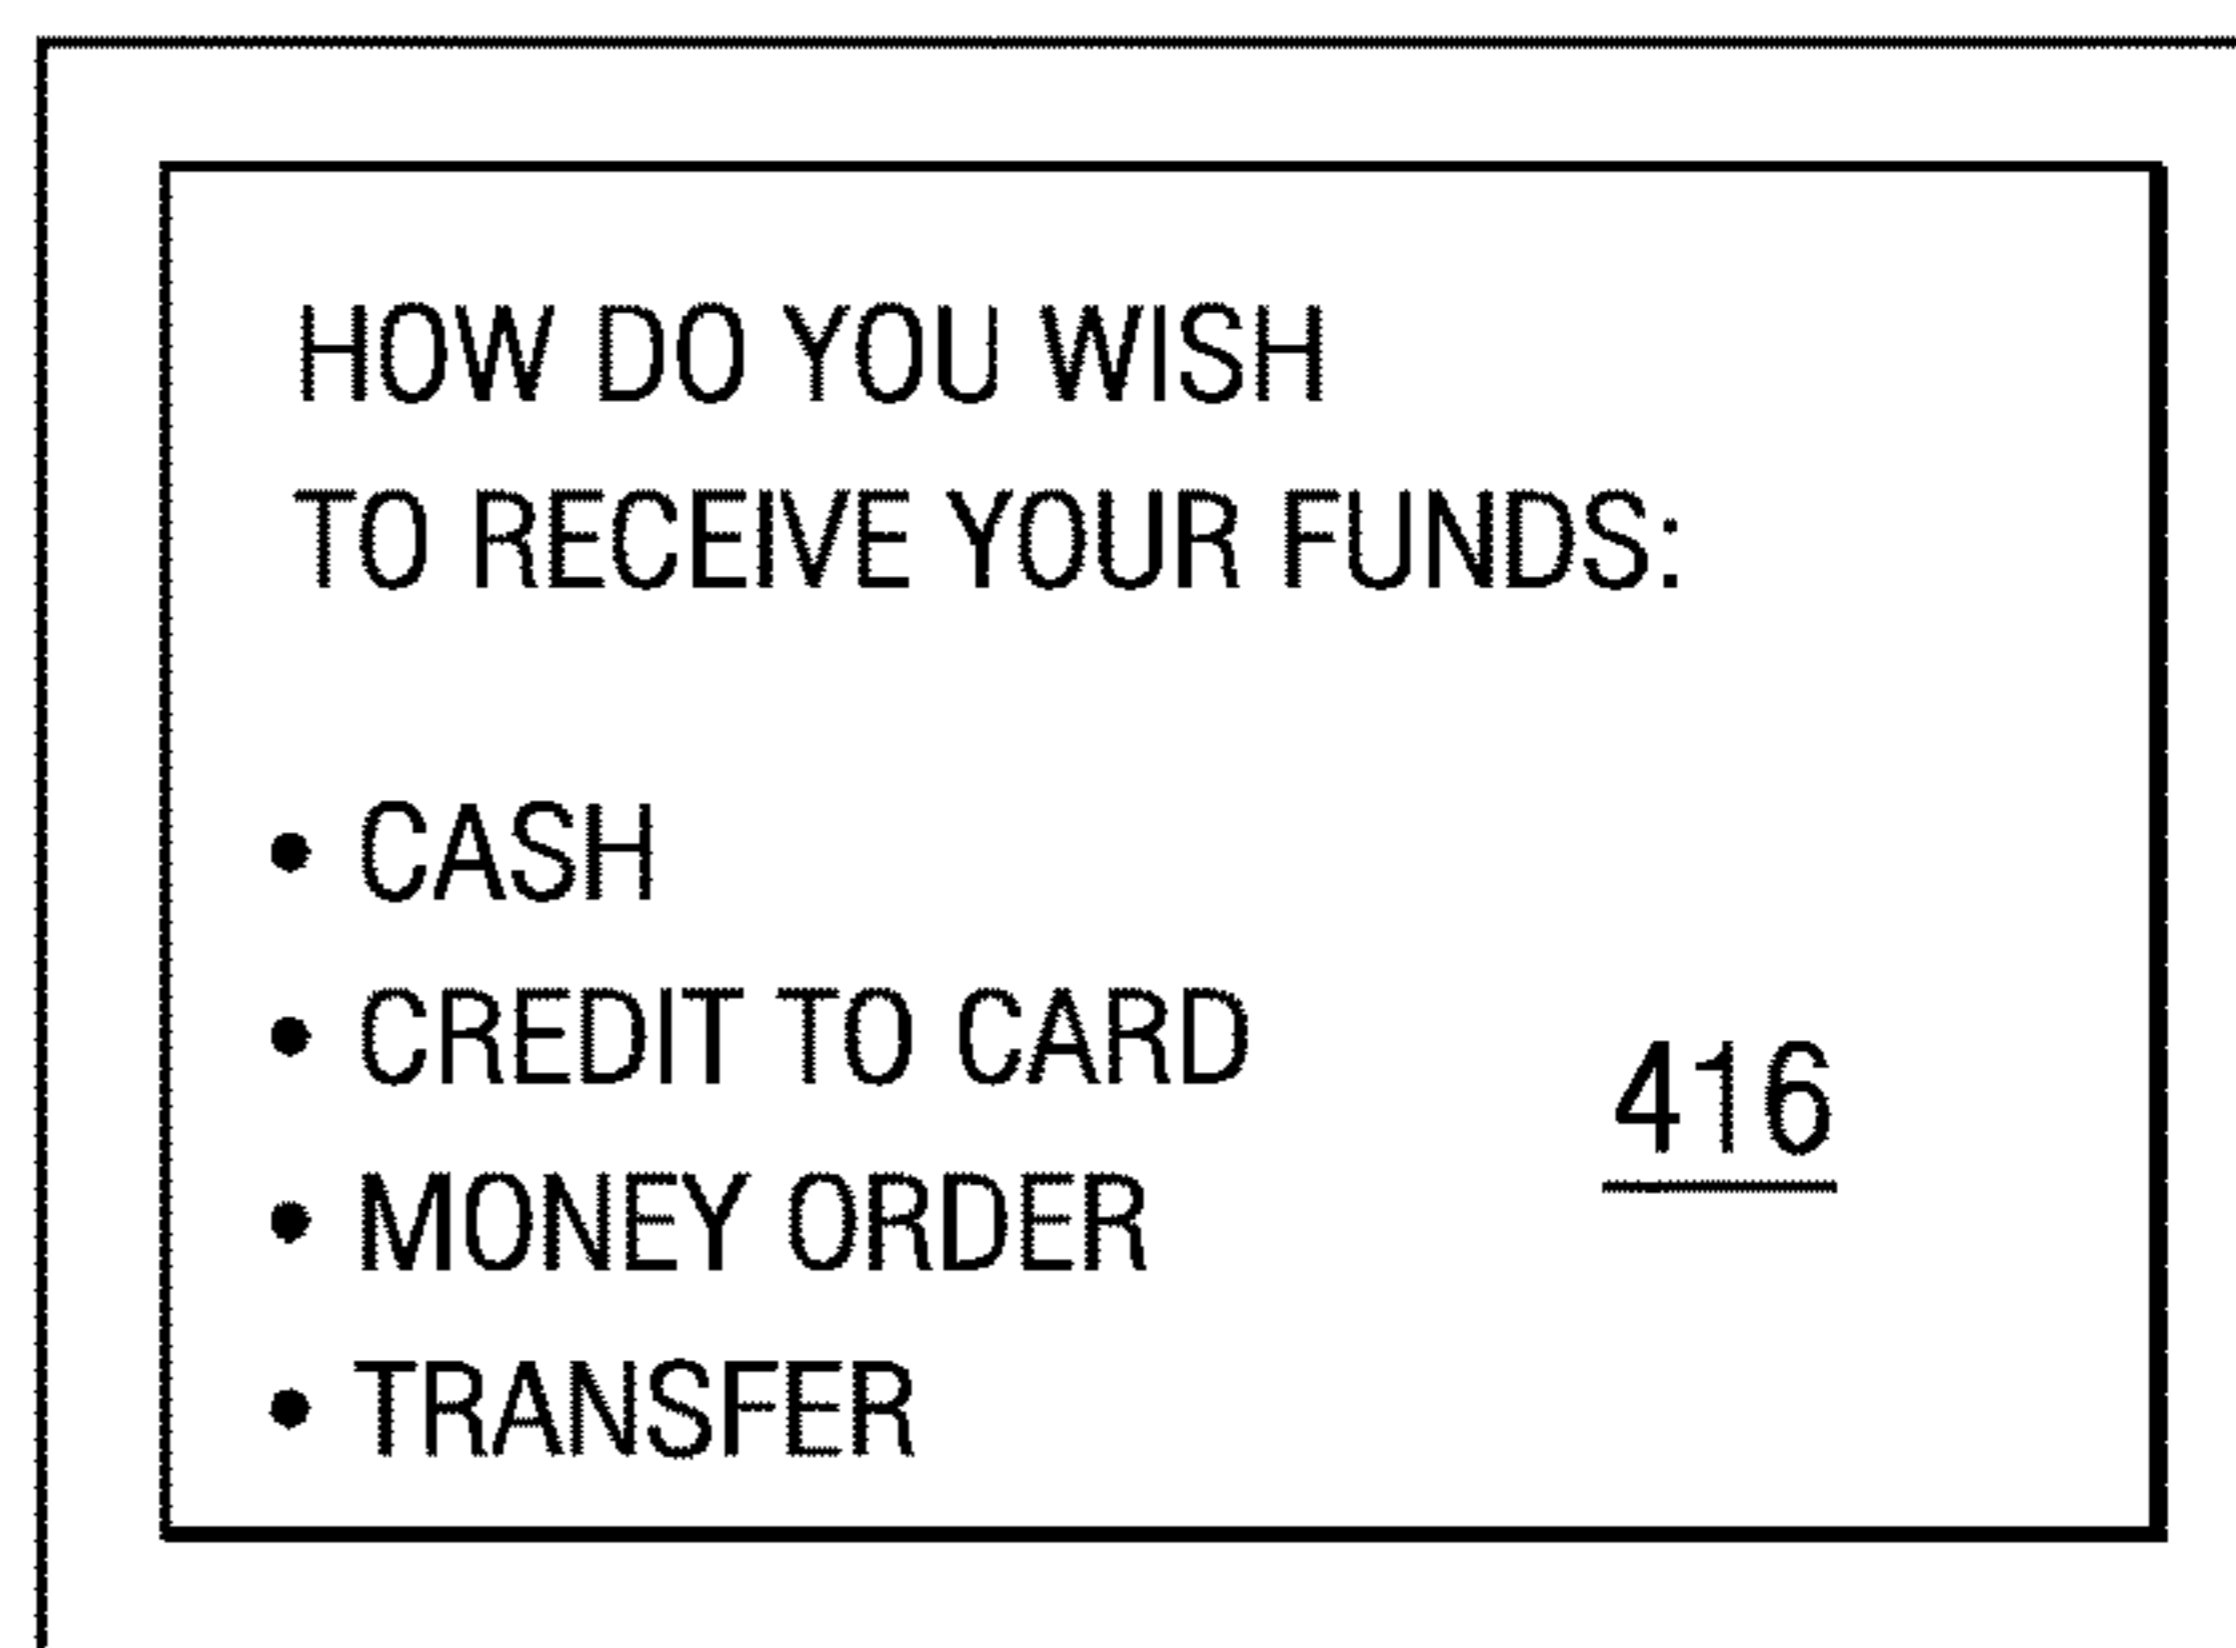 HOW DO YOU WISH
TO RECEIVE YOUR FUNDS:
• CASH
• CREDIT TO CARD
• MONEY ORDER
• TRANSFER
416